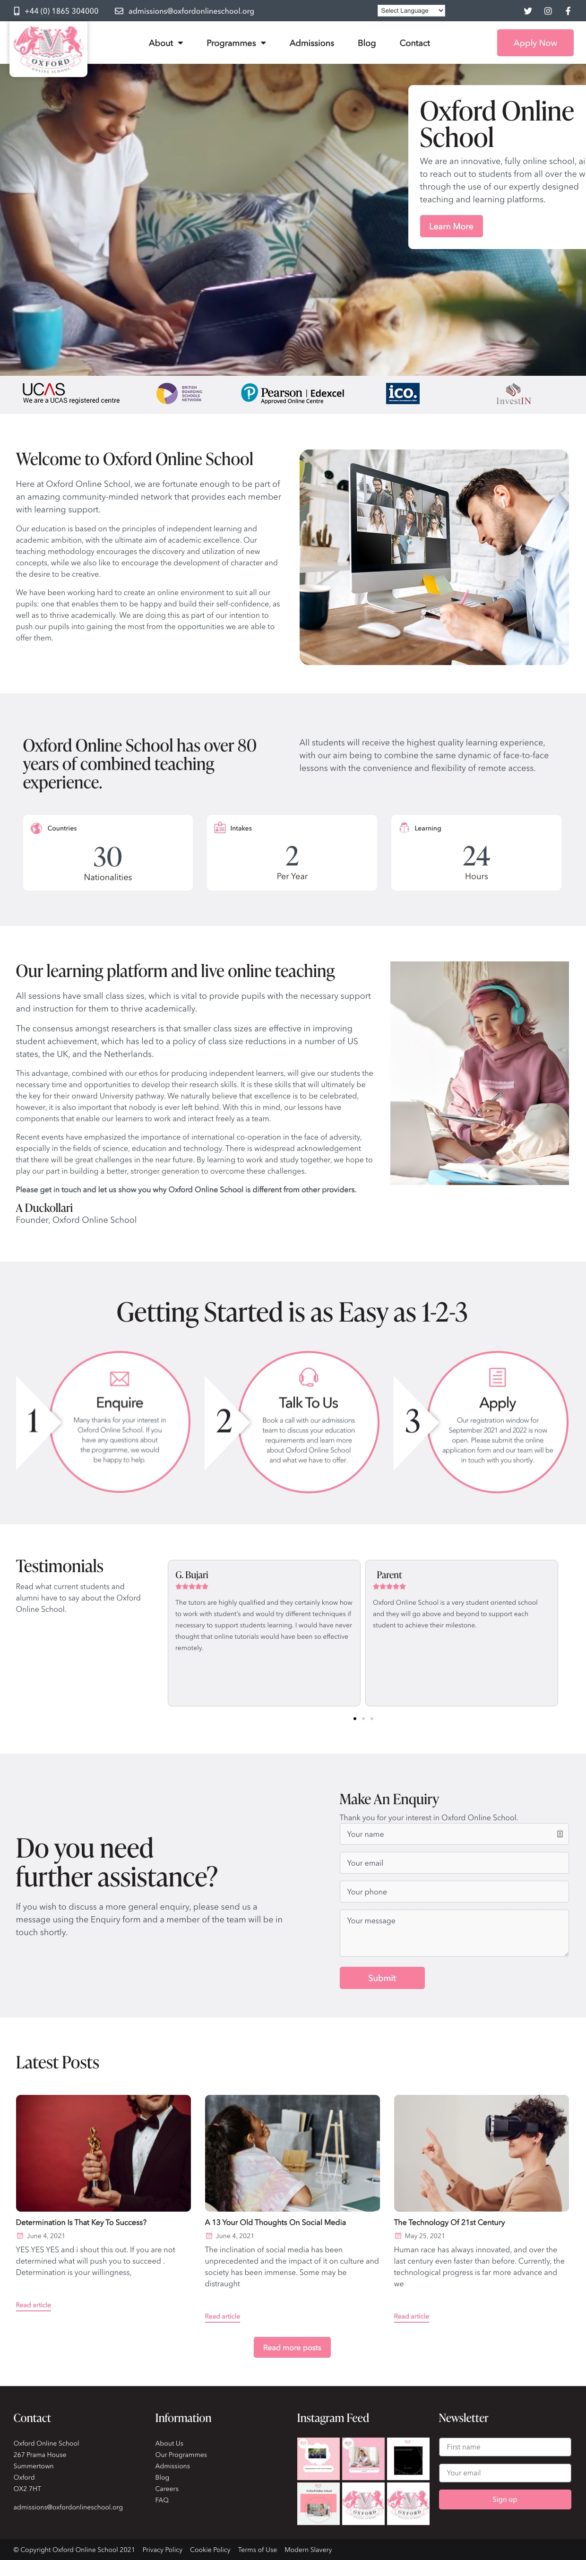 +44 (0) 1865 304000
admissions@oxfordonlineschool.org
Select Language
OXFORD
ONLINE SCHOOL
About
Programmes
Admissions
Blog
Contact
Apply Now
Oxford Online
School
We are an innovative, fully online school, ai
to reach out to students from all over the w
through the use of our expertly designed
teaching and learning platforms.
Learn More
UCAS
We are a UCAS registered centre
BRITISH
BOARDING
SCHOOLS
NETWORK
Pearson | Edexcel
Approved Online Centre
ico.
InvestIN
Welcome to Oxford Online School
Here at Oxford Online School, we are fortunate enough to be part of
an amazing community-minded network that provides each member
with learning support.
Our education is based on the principles of independent learning and
academic ambition, with the ultimate aim of academic excellence. Our
teaching methodology encourages the discovery and utilization of new
concepts, while we also like to encourage the development of character and
the desire to be creative.
We have been working hard to create an online environment to suit all our
pupils: one that enables them to be happy and build their self-confidence, as
well as to thrive academically. We are doing this as part of our intention to
push our pupils into gaining the most from the opportunities we are able to
offer them.
Oxford Online School has over 80
years of combined teaching
experience.
All students will receive the highest quality learning experience,
with our aim being to combine the same dynamic of face-to-face
lessons with the convenience and flexibility of remote access.
Countries
30
Nationalities
Intakes
2
Per Year
Learning
24
Hours
Our learning platform and live online teaching
All sessions have small class sizes, which is vital to provide pupils with the necessary support
and instruction for them to thrive academically.
The consensus amongst researchers is that smaller class sizes are effective in improving
student achievement, which has led to a policy of class size reductions in a number of US
states, the UK, and the Netherlands.
This advantage, combined with our ethos for producing independent learners, will give our students the
necessary time and opportunities to develop their research skills. It is these skills that will ultimately be
the key for their onward University pathway. We naturally believe that excellence is to be celebrated,
however, it is also important that nobody is ever left behind. With this in mind, our lessons have
components that enable our learners to work and interact freely as a team.
Recent events have emphasized the importance of international co-operation in the face of adversity,
especially in the fields of science, education and technology. There is widespread acknowledgement
that there will be great challenges in the near future. By learning to work and study together, we hope to
play our part in building a better, stronger generation to overcome these challenges.
Please get in touch and let us show you why Oxford Online School is different from other providers.
A Duckollari
Founder, Oxford Online School
Getting Started is as Easy as 1-2-3
1
Enquire
Many thanks for your interest in
Oxford Online School. If you
have any questions about
the programme, we would
be happy to help.
2
Talk To Us
Book a call with our admissions
team to discuss your education
requirements and learn more
about Oxford Online School
and what we have to offer.
3
Apply
Our registration window for
September 2021 and 2022 is now
open. Please submit the online
application form and our team will be
in touch with you shortly.
Testimonials
Read what current students and
alumni have to say about the Oxford
Online School.
G. Bujari
The tutors are highly qualified and they certainly know how
to work with student's and would try different techniques if
necessary to support students learning. I would have never
thought that online tutorials would have been so effective
remotely.
Parent
Oxford Online School is a very student oriented school
and they will go above and beyond to support each
student to achieve their milestone.
Do you need
further assistance?
If you wish to discuss a more general enquiry, please send us a
message using the Enquiry form and a member of the team will be in
touch shortly.
Make An Enquiry
Thank you for your interest in Oxford Online School.
Your name
Your email
Your phone
Your message
Submit
Latest Posts
Determination Is That Key To Success?
June 4, 2021
YES YES YES and i shout this out. If you are not
determined what will push you to succeed .
Determination is your willingness,
Read article
A 13 Your Old Thoughts On Social Media
June 4, 2021
The inclination of social media has been
unprecedented and the impact of it on culture and
society has been immense. Some may be
distraught
Read article
The Technology Of 21st Century
May 25, 2021
Human race has always innovated, and over the
last century even faster than before. Currently, the
technological progress is far more advance and
we
Read article
Read more posts
Contact
Oxford Online School
267 Prama House
Summertown
Oxford
OX2 7HT
admissions@oxfordonlineschool.org
Information
About Us
Our Programmes
Admissions
Blog
Careers
FAQ
Instagram Feed
OXFORD
OXFORD
Newsletter
First name
Your email
Sign up
© Copyright Oxford Online School 2021
Privacy Policy
Cookie Policy
Terms of Use
Modern Slavery